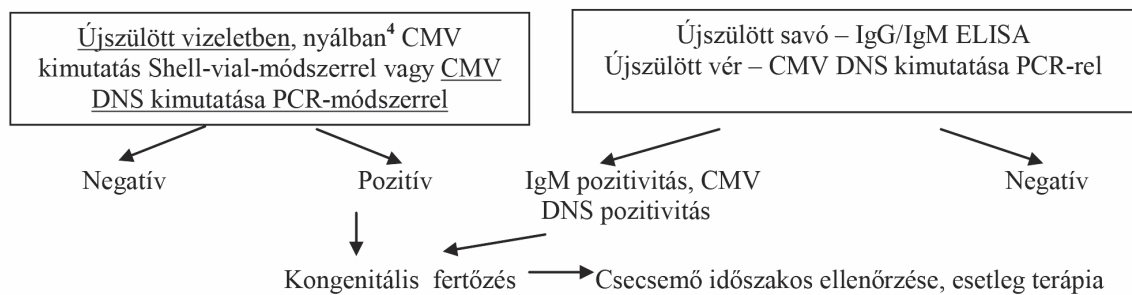 Újszülött vizeletben, nyálban4 CMV
kimutatás Shell-vial-módszerrel vagy CMV
DNS kimutatása PCR-módszerrel
Újszülött savó – IgG/IgM ELISA
Újszülött vér – CMV DNS kimutatása PCR-rel
Negatív
Pozitív
IgM pozitivitás, CMV
DNS pozitivitás
Negatív
Kongenitális fertőzés
Csecsemő időszakos ellenőrzése, esetleg terápia